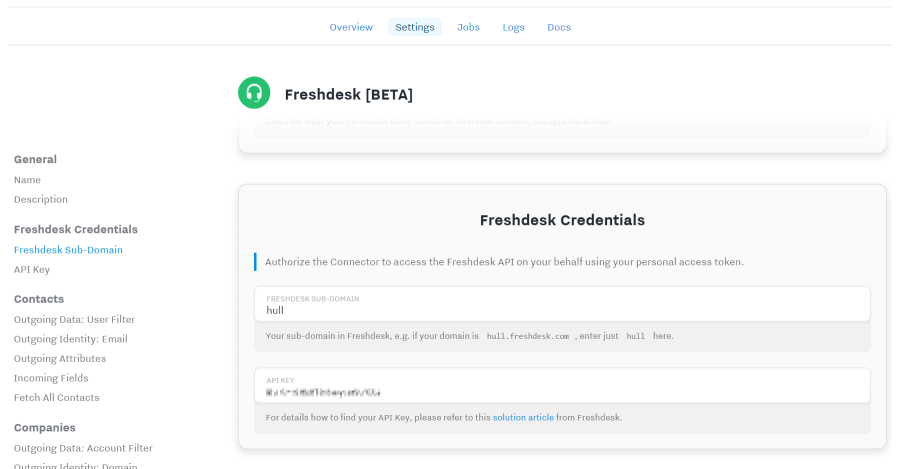 Overview Settings Jobs Logs Docs
Freshdesk [BETA]
General
Name
Description
Freshdesk Credentials
Freshdesk Sub-Domain
API Key
Contacts
Outgoing Data: User Filter
Outgoing Identity: Email
Outgoing Attributes
Incoming Fields
Fetch All Contacts
Companies
Outgoing Data: Account Filter
Outgoing Identity: Domain
Freshdesk Credentials
Authorize the Connector to access the Freshdesk API on your behalf using your personal access token.
FRESHDESK SUB-DOMAIN
hull
Your sub-domain in Freshdesk, e.g. if your domain is hull.freshdesk.com , enter just hull here.
API KEY
For details how to find your API Key, please refer to this solution article from Freshdesk.